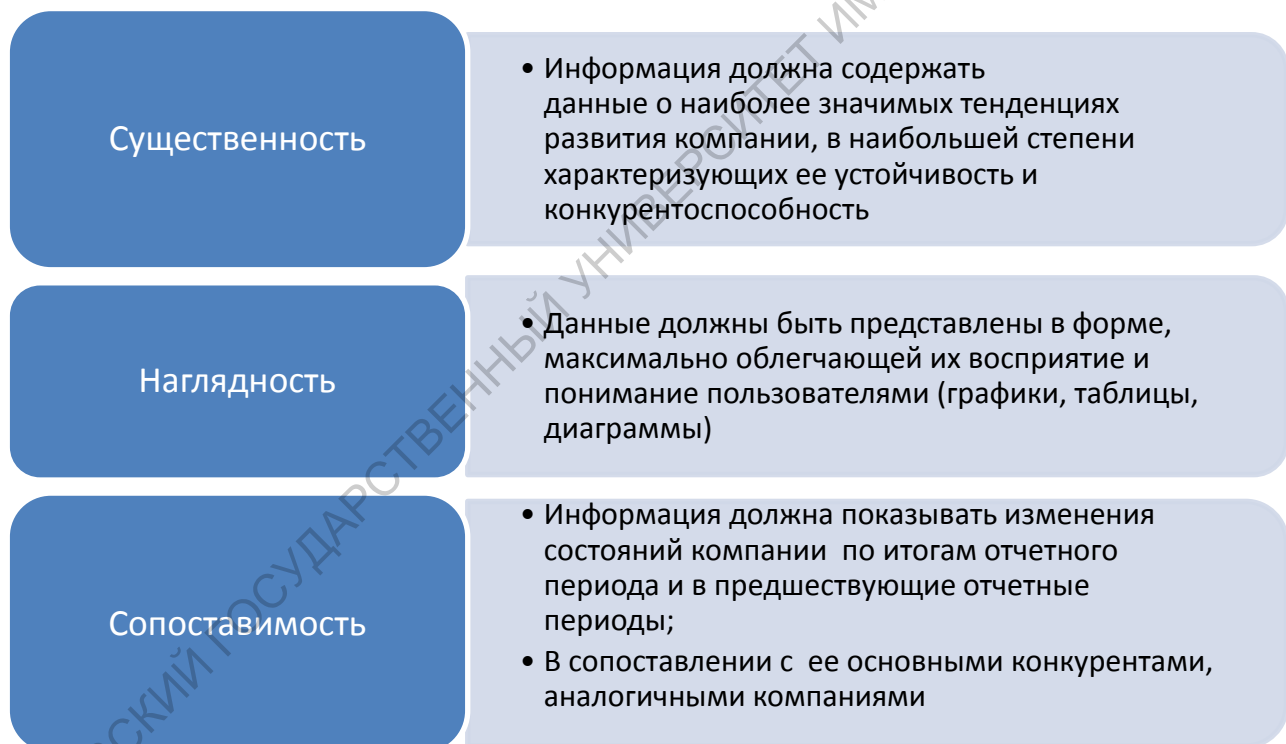 Существенность
• Информация должна содержать
данные о наиболее значимых тенденциях
развития компании, в наибольшей степени
характеризующих ее устойчивость и
конкурентоспособность
Наглядность
• Данные должны быть представлены в форме,
максимально облегчающей их восприятие и
понимание пользователями (графики, таблицы,
диаграммы)
Сопоставимость
• Информация должна показывать изменения
состояний компании по итогам отчетного
периода и в предшествующие отчетные
периоды;
• В сопоставлении с ее основными конкурентами,
аналогичными компаниями
ГОСУДАРСТВЕННЫЙ УНИВЕРСИТЕТ